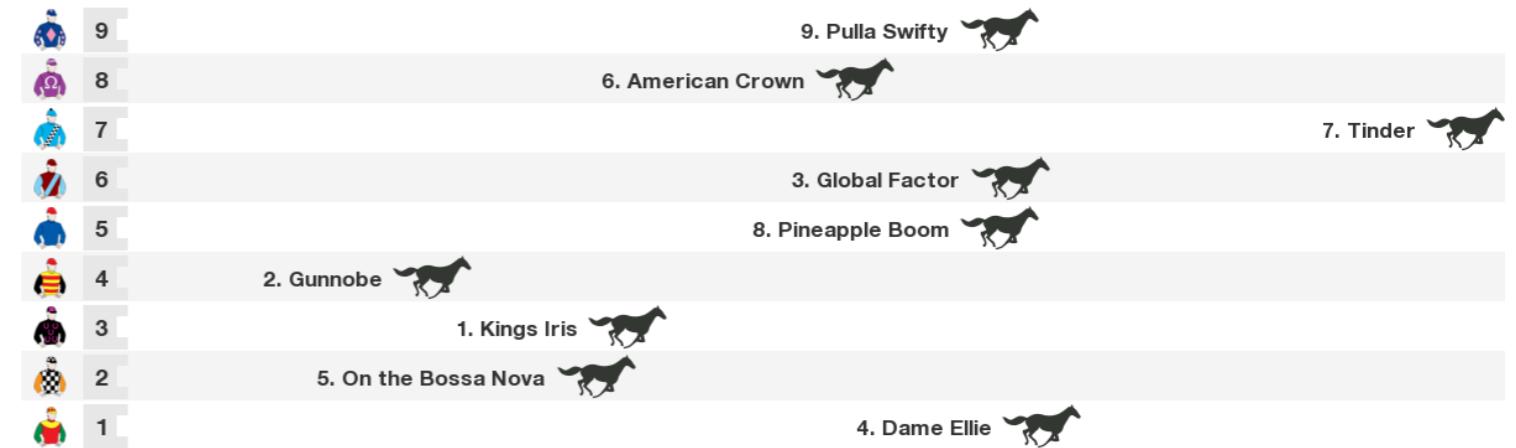 9 9. Pulla Swifty
8 6. American Crown
Ω
7 7. Tinder
6 3. Global Factor
5 8. Pineapple Boom
4 2. Gunnobe
3 1. Kings Iris
2 5. On the Bossa Nova
1 4. Dame Ellie